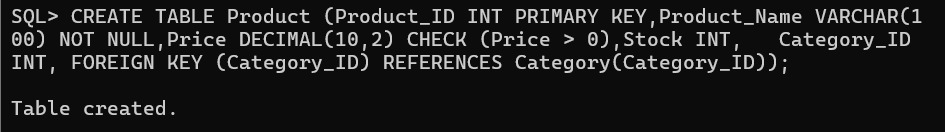 SQL> CREATE TABLE Product (Product_ID INT PRIMARY KEY,Product_Name VARCHAR(1
00) NOT NULL,Price DECIMAL(10,2) CHECK (Price > 0),Stock INT,   Category_ID
INT, FOREIGN KEY (Category_ID) REFERENCES Category(Category_ID));
Table created.